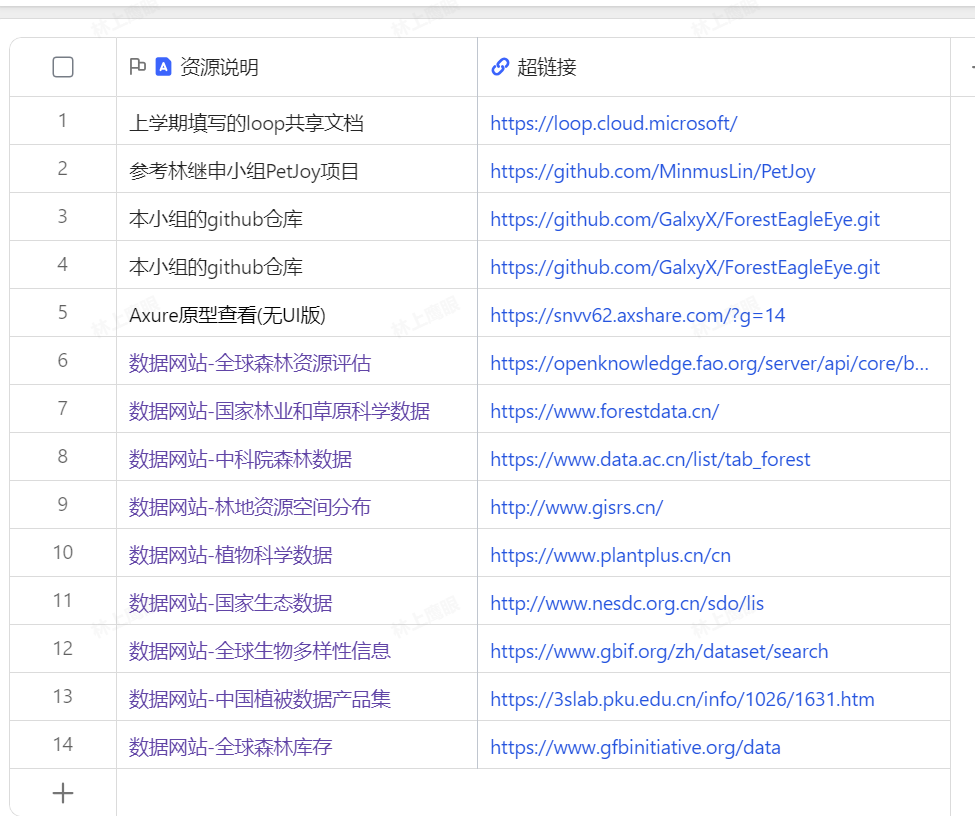 资源说明 超链接
1 上学期填写的loop共享文档 https://loop.cloud.microsoft/
2 参考林继申小组PetJoy项目 https://github.com/MinmusLin/PetJoy
3 本小组的github仓库 https://github.com/GalxyX/ForestEagleEye.git
4 本小组的github仓库 https://github.com/GalxyX/ForestEagleEye.git
5 Axure原型查看(无UI版) https://snvv62.axshare.com/?g=14
6 数据网站-全球森林资源评估 https://openknowledge.fao.org/server/api/core/b...
7 数据网站-国家林业和草原科学数据 https://www.forestdata.cn/
8 数据网站-中科院森林数据 https://www.data.ac.cn/list/tab_forest
9 数据网站-林地资源空间分布 http://www.gisrs.cn/
10 数据网站-植物科学数据 https://www.plantplus.cn/cn
11 数据网站-国家生态数据 http://www.nesdc.org.cn/sdo/lis
12 数据网站-全球生物多样性信息 https://www.gbif.org/zh/dataset/search
13 数据网站-中国植被数据产品集 https://3slab.pku.edu.cn/info/1026/1631.htm
14 数据网站-全球森林库存 https://www.gfbinitiative.org/data